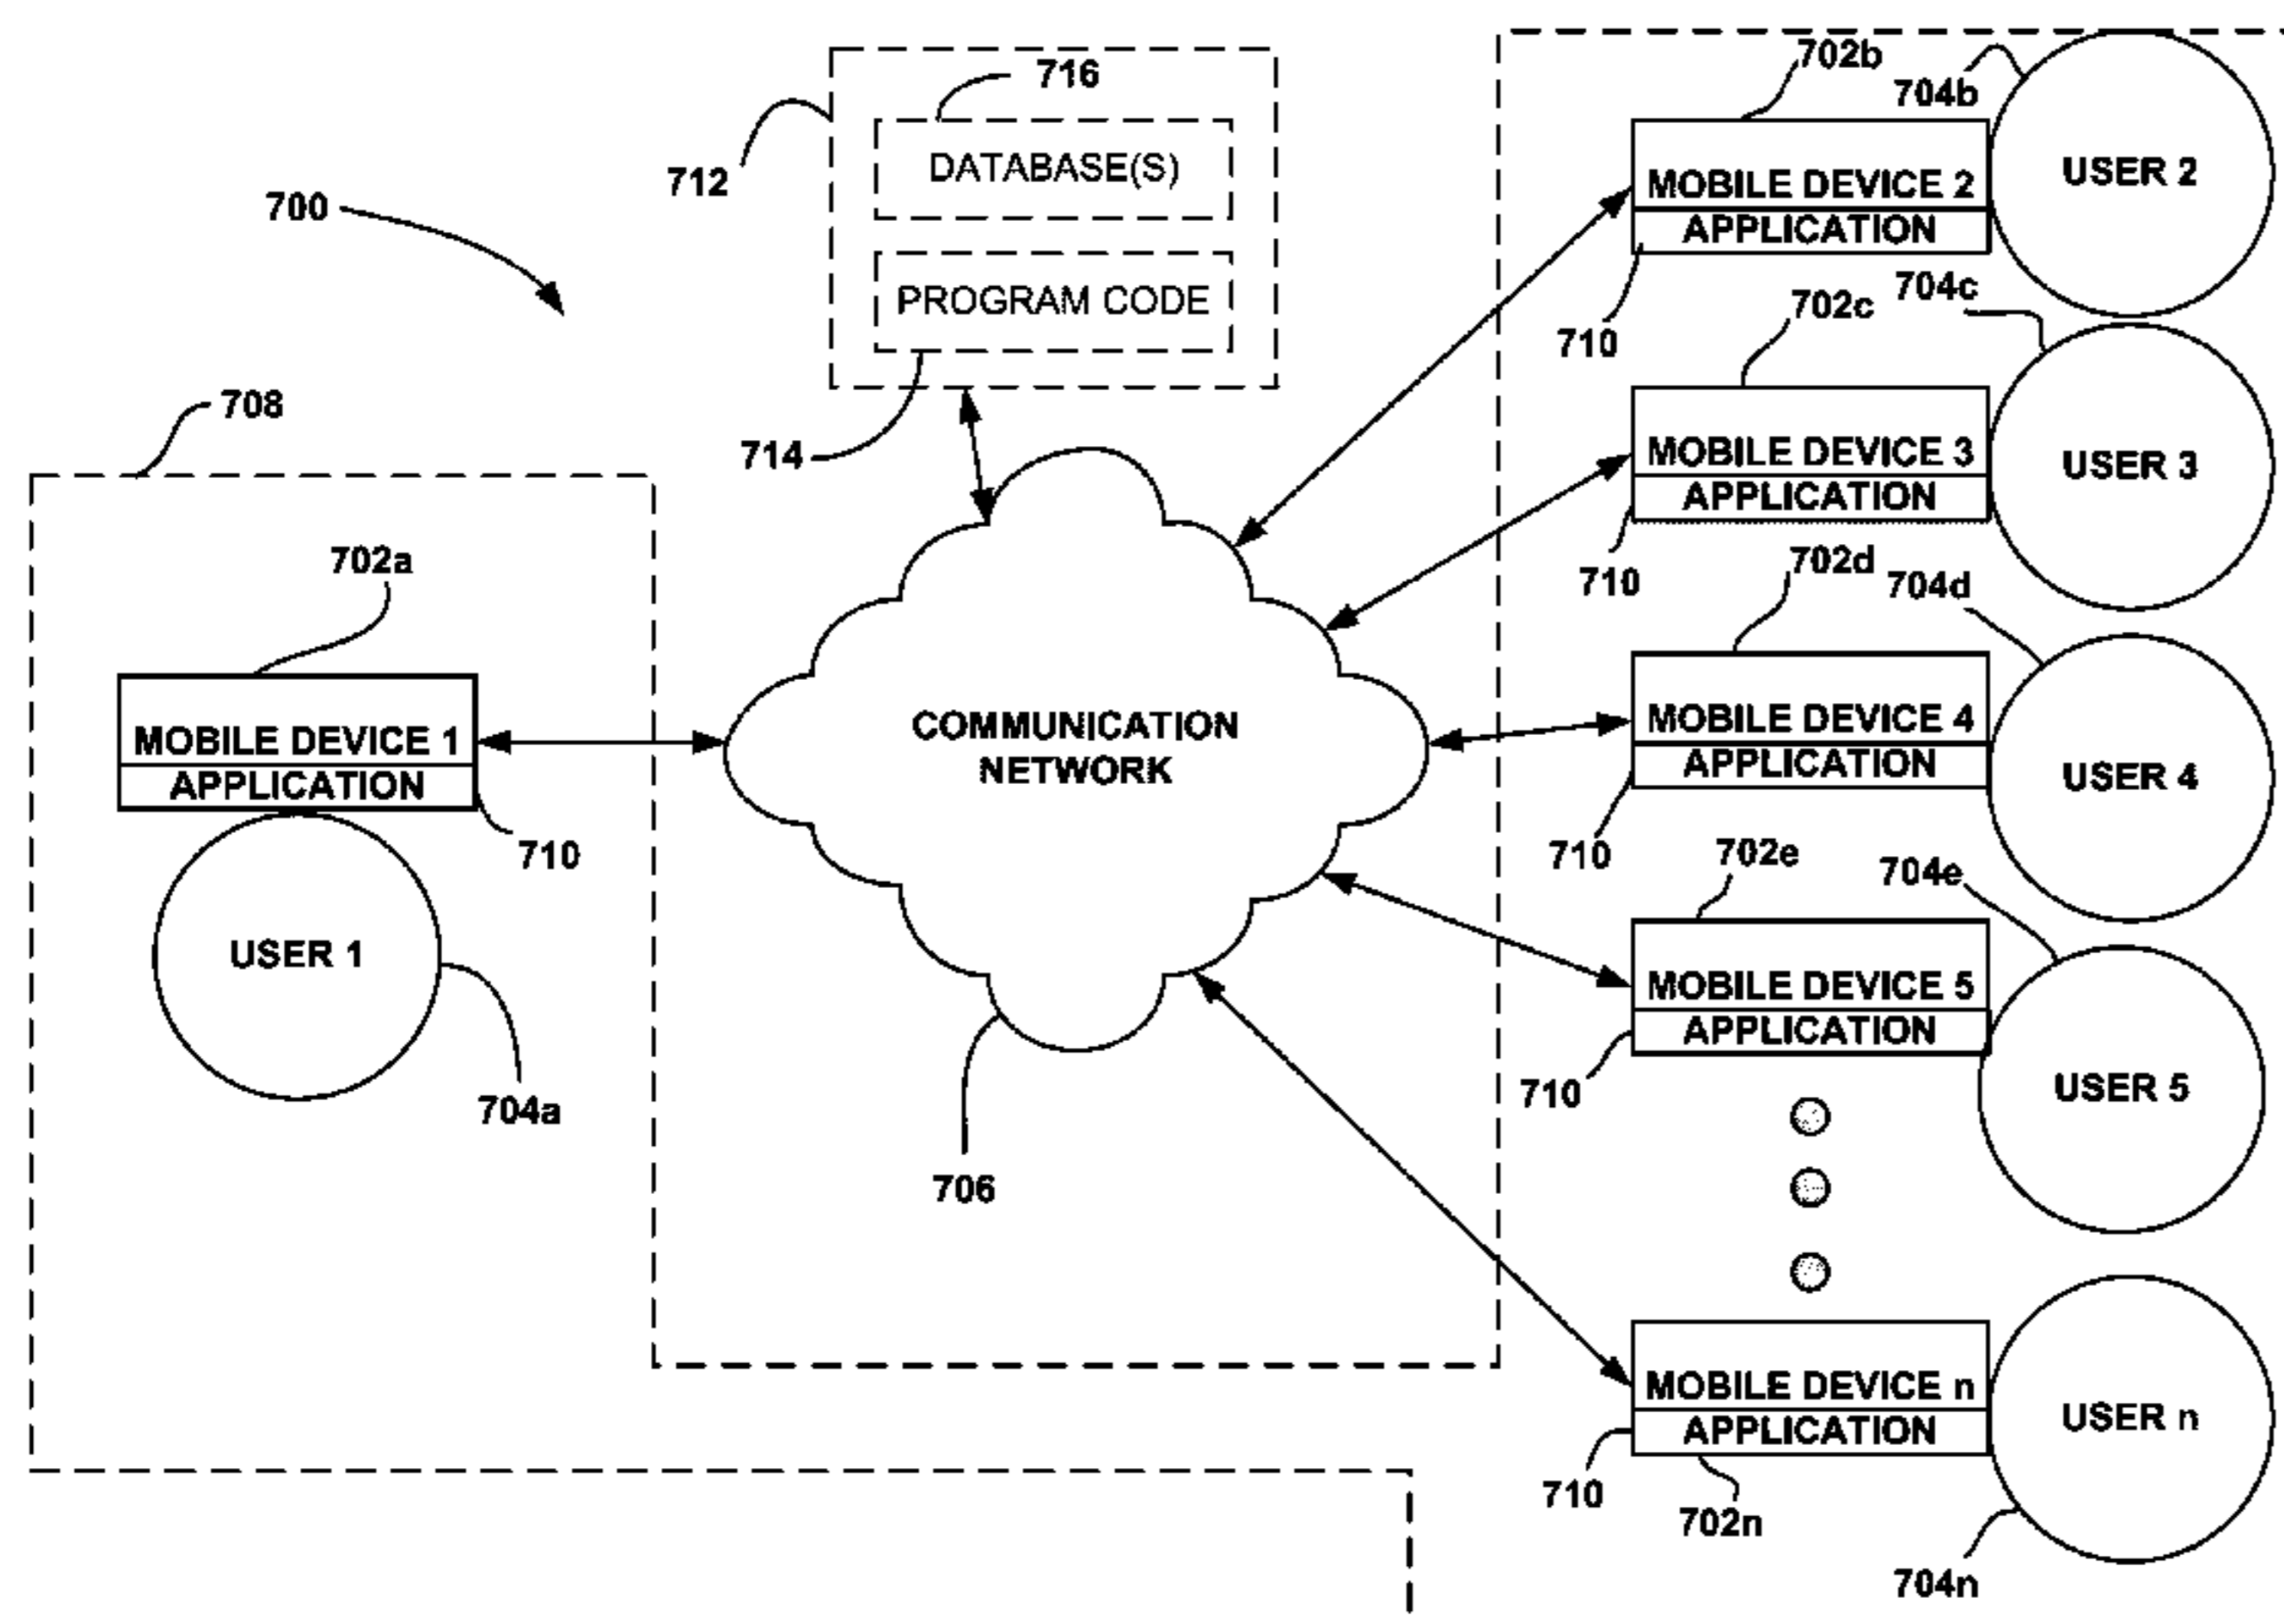 716
702b
704b
DATABASE(S)
712
MOBILE DEVICE 2
APPLICATION
USER 2
700
PROGRAM CODE
710
702c
704c
708
714
MOBILE DEVICE 3
APPLICATION
USER 3
702a
710
702d
704d
MOBILE DEVICE 1
APPLICATION
COMMUNICATION
NETWORK
MOBILE DEVICE 4
APPLICATION
USER 4
710
710
702e
704e
USER 1
MOBILE DEVICE 5
APPLICATION
USER 5
704a
710
706
MOBILE DEVICE n
APPLICATION
USER n
710
702n
704n